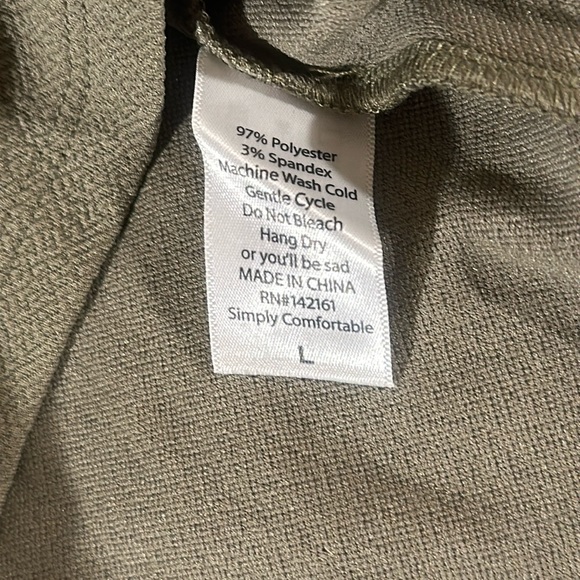 97% Polyester
3% Spandex
Machine Wash Cold
Gentle Cycle
Do Not Bleach
Hang Dry
or you'll be sad
MADE IN CHINA
RN#142161
Simply Comfortable
L